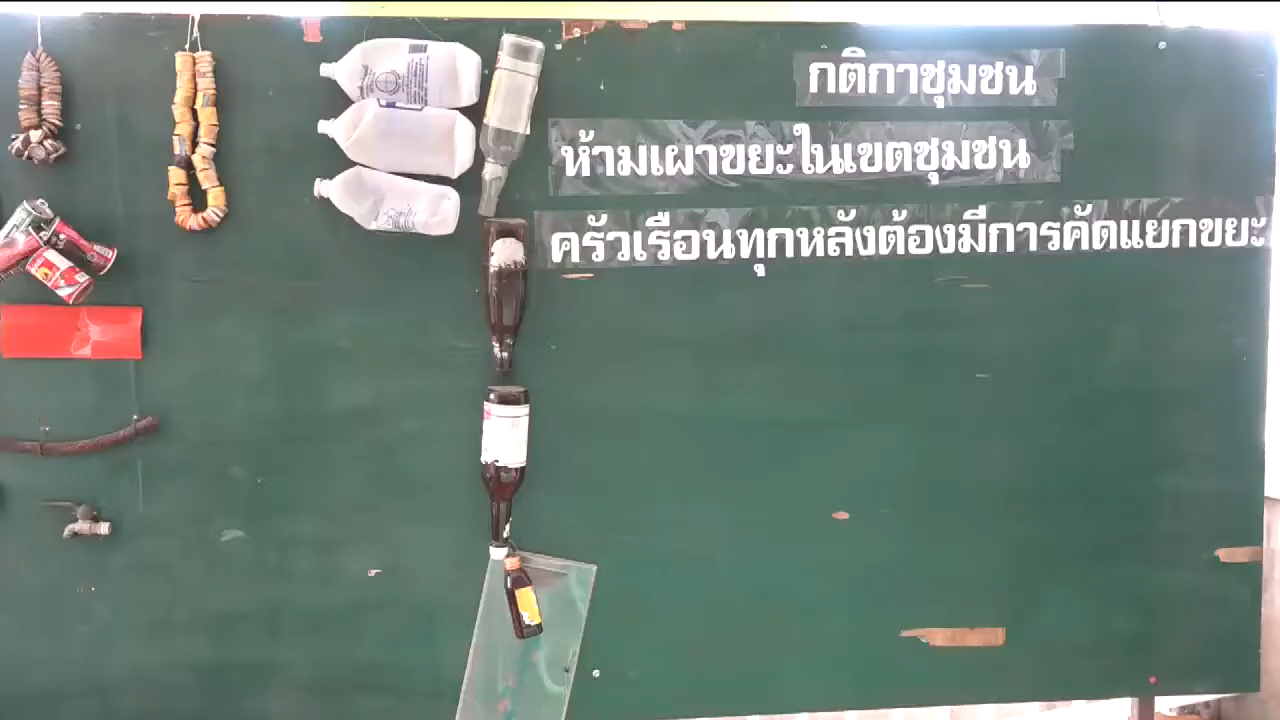 กติกาชุมชน
ห้ามเผาขยะในเขตชุมชน
ครัวเรือนทุกหลังต้องมีการคัดแยกขยะ